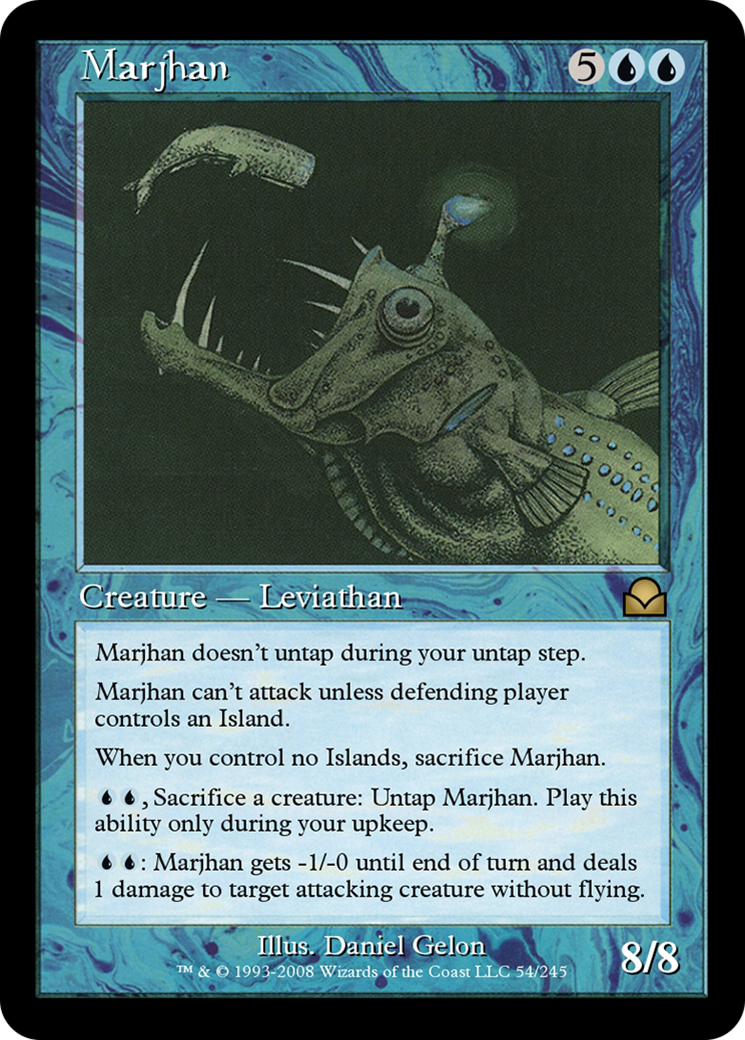 Marjhan 5
Creature — Leviathan
Marjhan doesn't untap during your untap step.
Marjhan can't attack unless defending player
controls an Island.
When you control no Islands, sacrifice Marjhan.
, Sacrifice a creature: Untap Marjhan. Play this
ability only during your upkeep.
: Marjhan gets -1/-0 until end of turn and deals
1 damage to target attacking creature without flying.
Illus. Daniel Gelon
™ & © 1993-2008 Wizards of the Coast LLC 54/245
8/8